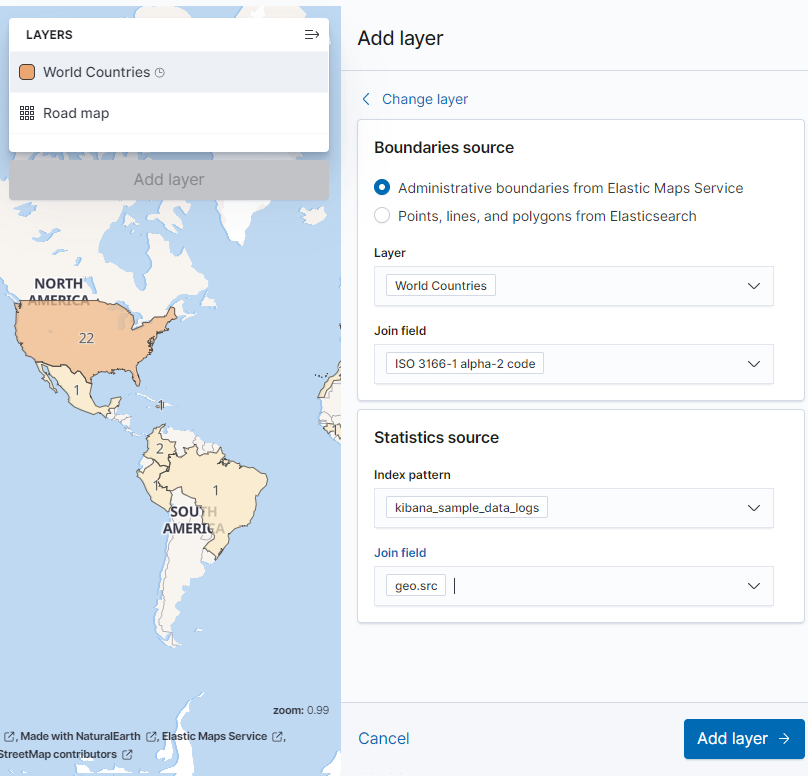 LAYERS
World Countries
Road map
Add layer
NORTH
AMERICA
22
1
1
2
1
1
1
SOUTH
AMERICA
zoom: 0.99
, Made with NaturalEarth , Elastic Maps Service ,
StreetMap contributors
Add layer
Change layer
Boundaries source
Administrative boundaries from Elastic Maps Service
Points, lines, and polygons from Elasticsearch
Layer
World Countries
Join field
ISO 3166-1 alpha-2 code
Statistics source
Index pattern
kibana_sample_data_logs
Join field
geo.src
Cancel
Add layer